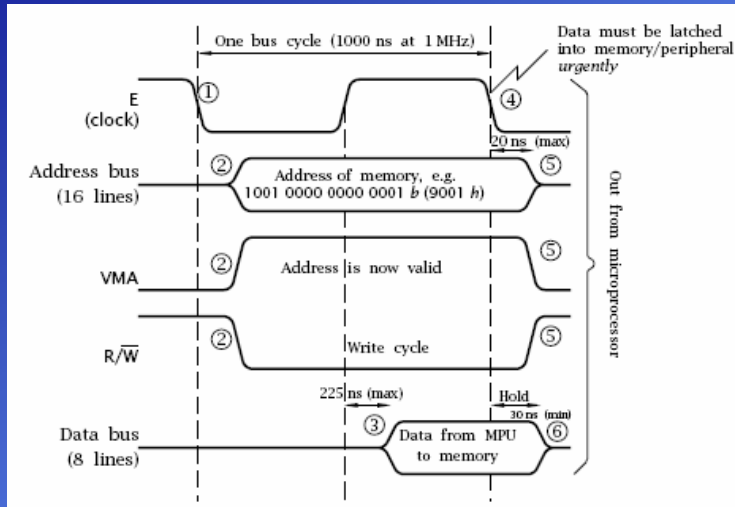 One bus cycle (1000 ns at 1 MHz)
Data must be latched
into memory/peripheral
urgently
E
(clock)
①
④
20 ns (max)
Address bus
(16 lines)
②
Address of memory, e.g.
1001 0000 0000 0001 b (9001 h)
⑤
VMA
②
Address is now valid
⑤
R/W̅
②
Write cycle
⑤
225 ns (max)
Hold
30 ns (min)
Data bus
(8 lines)
③
Data from MPU
to memory
⑥
Out from microprocessor